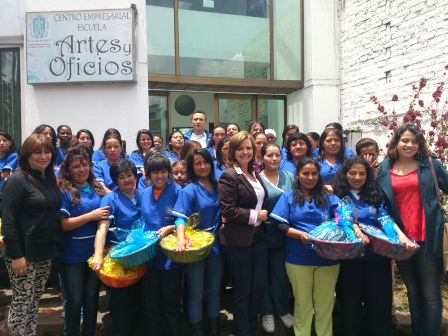 CENTRO EMPRESARIAL
ESCUELA
Artes y
Oficios